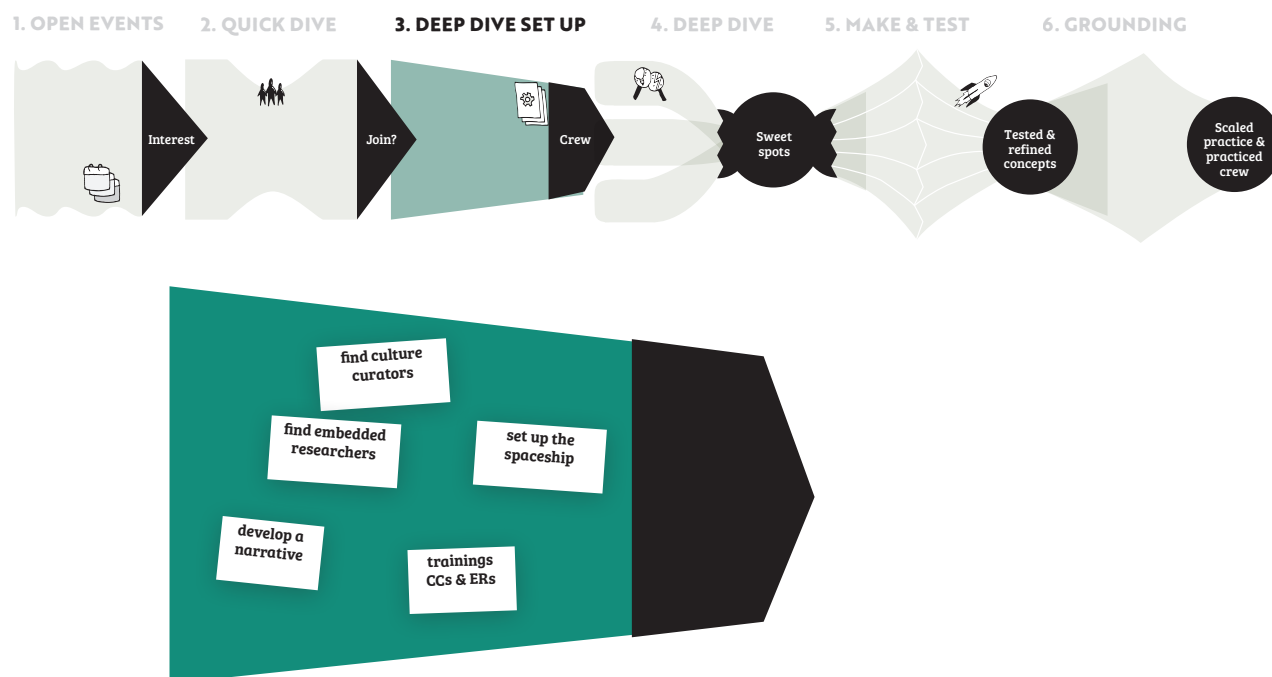 1. OPEN EVENTS
2. QUICK DIVE
3. DEEP DIVE SET UP
4. DEEP DIVE
5. MAKE & TEST
6. GROUNDING
Interest
Join?
Crew
Sweet
spots
Tested &
refined
concepts
Scaled
practice &
practiced
crew
find culture
curators
find embedded
researchers
set up the
spaceship
develop a
narrative
trainings
CCs & ERs